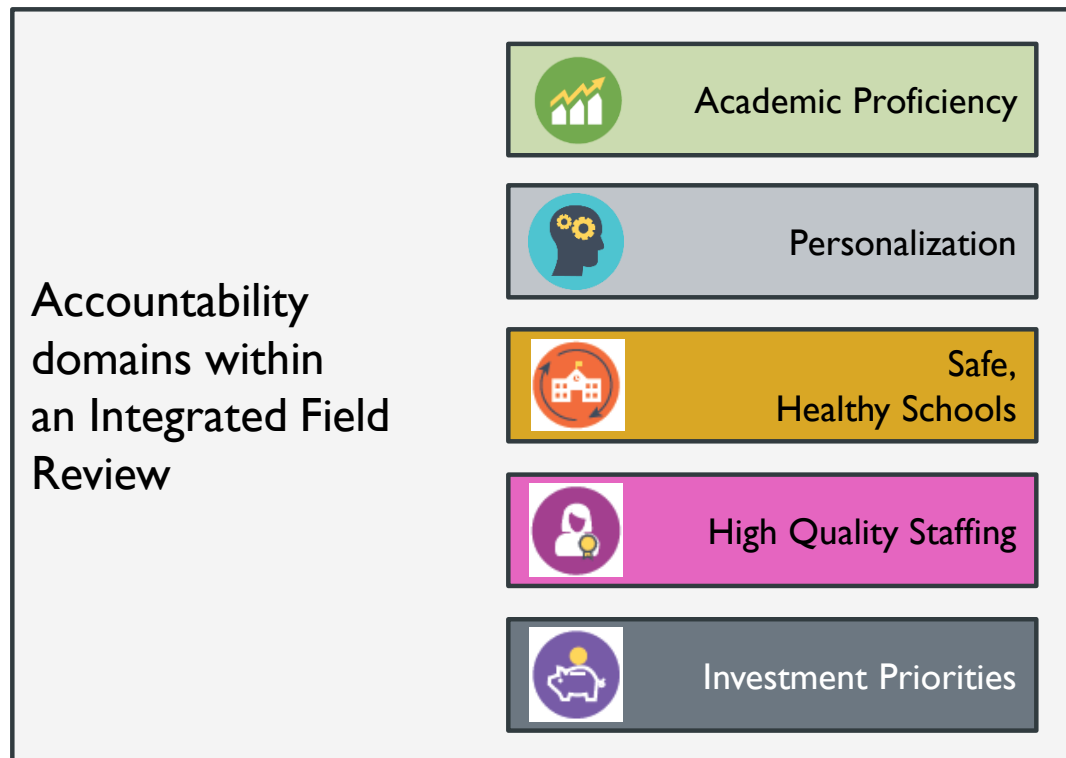 Accountability
domains within
an Integrated Field
Review
Academic Proficiency
Personalization
Safe,
Healthy Schools
High Quality Staffing
Investment Priorities